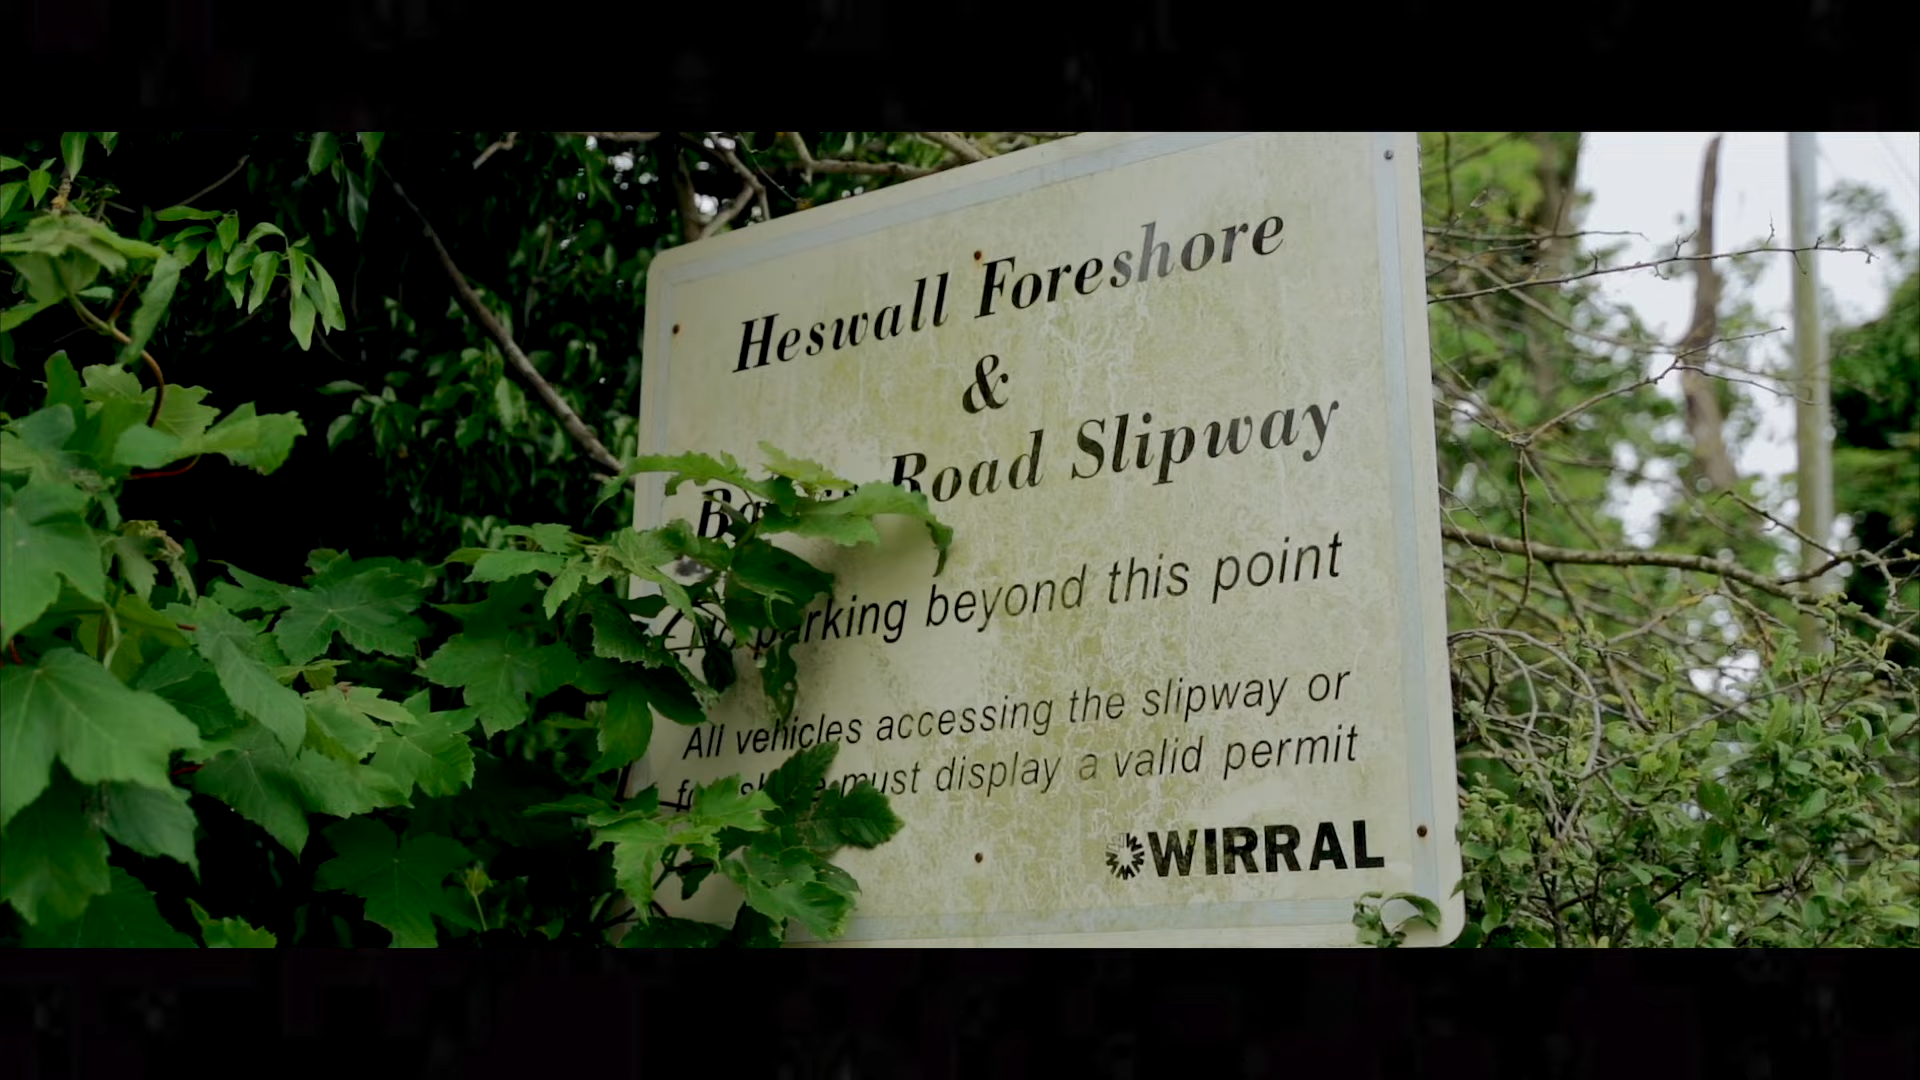 Heswall Foreshore
&
Road Slipway
No parking beyond this point
All vehicles accessing the slipway or
must display a valid permit
WIRRAL